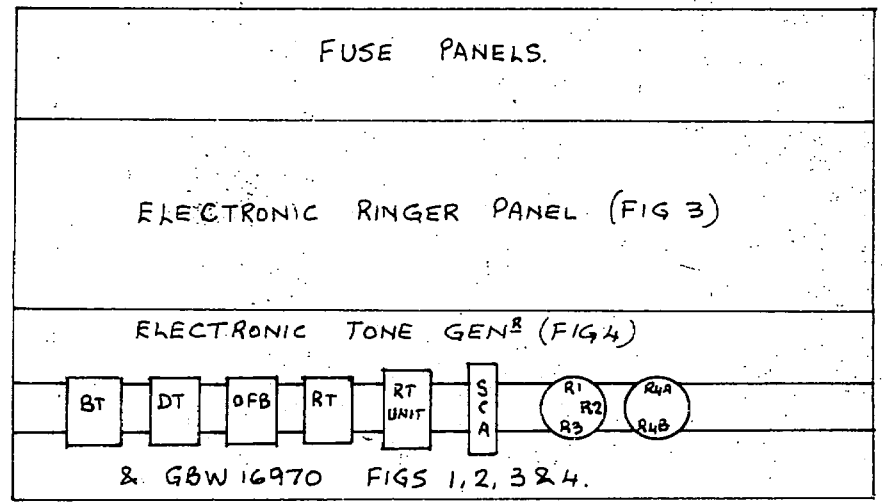 FUSE PANELS.
ELECTRONIC RINGER PANEL (FIG 3)
ELECTRONIC TONE GENᴿ (FIG 4)
BT DT OFB RT RT UNIT SCA R1 R2 R3 R4A R4B
& GBW 16970 FIGS 1, 2, 3 & 4.